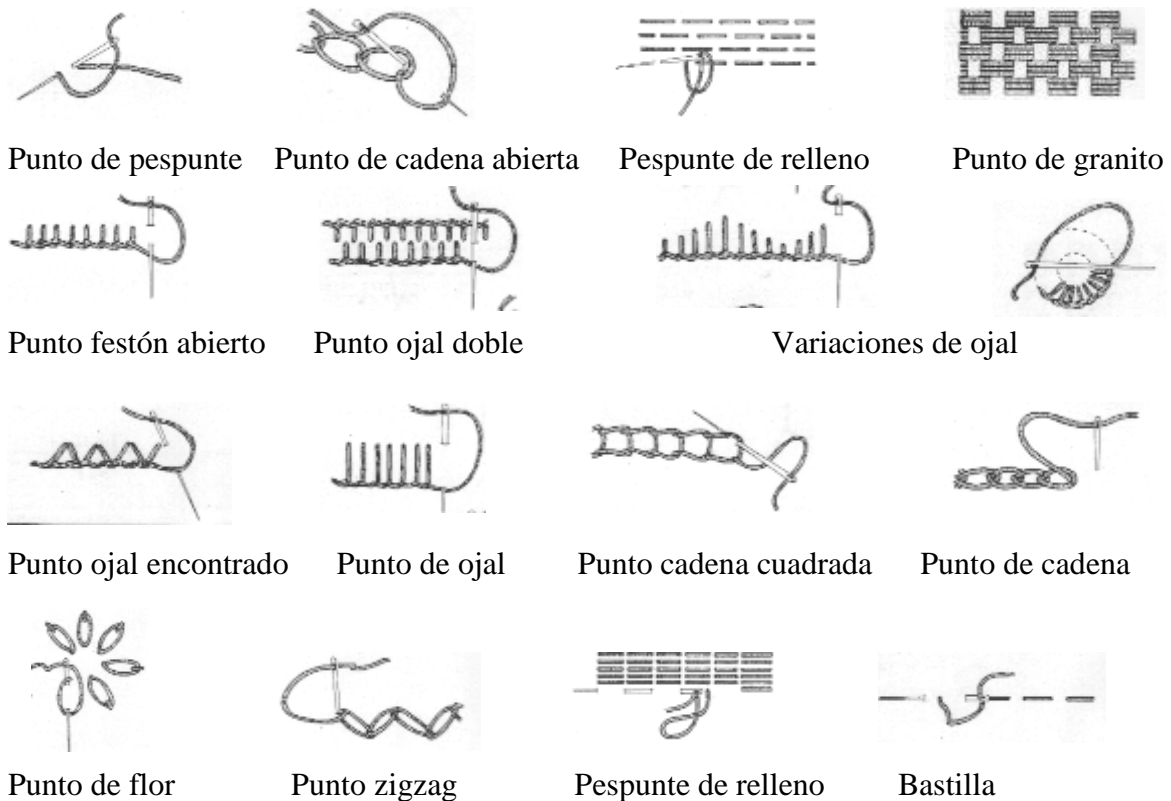 Punto de pespunte Punto de cadena abierta Pespunte de relleno Punto de granito
Punto festón abierto Punto ojal doble Variaciones de ojal
Punto ojal encontrado Punto de ojal Punto cadena cuadrada Punto de cadena
Punto de flor Punto zigzag Pespunte de relleno Bastilla